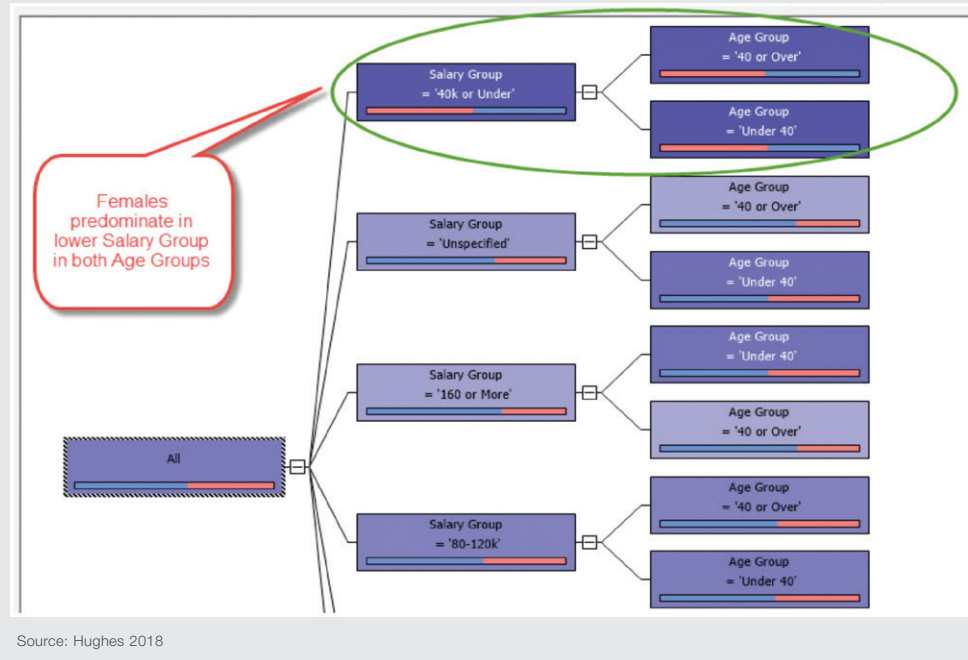 Females
predominate in
lower Salary Group
in both Age Groups
All
Salary Group
= '40k or Under'
Age Group
= '40 or Over'
Age Group
= 'Under 40'
Salary Group
= 'Unspecified'
Age Group
= '40 or Over'
Age Group
= 'Under 40'
Salary Group
= '160 or More'
Age Group
= 'Under 40'
Age Group
= '40 or Over'
Salary Group
= '80-120k'
Age Group
= '40 or Over'
Age Group
= 'Under 40'
Source: Hughes 2018